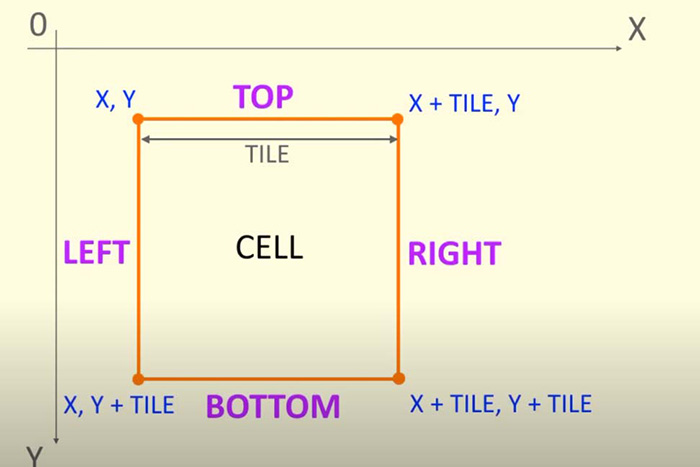 0
X
X, Y
TOP
X + TILE, Y
TILE
LEFT
CELL
RIGHT
X, Y + TILE
BOTTOM
X + TILE, Y + TILE
Y